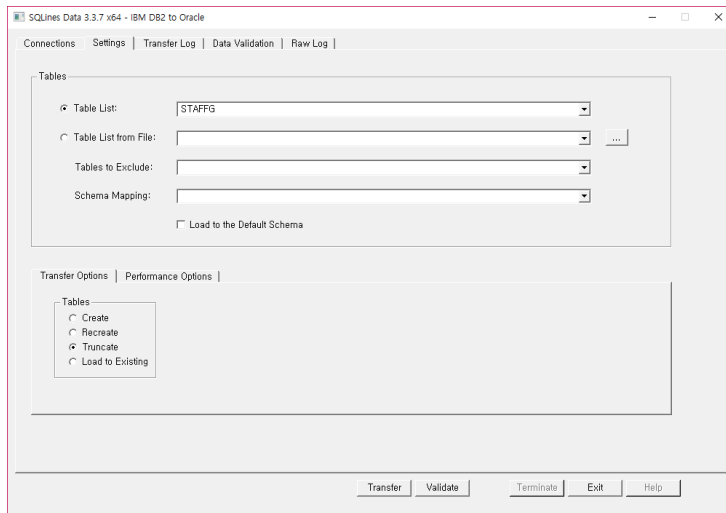 SQLines Data 3.3.7 x64 - IBM DB2 to Oracle
Connections Settings Transfer Log Data Validation Raw Log
Tables
Table List: STAFFG
Table List from File: ...
Tables to Exclude:
Schema Mapping:
Load to the Default Schema
Transfer Options Performance Options
Tables
Create
Recreate
Truncate
Load to Existing
Transfer Validate Terminate Exit Help